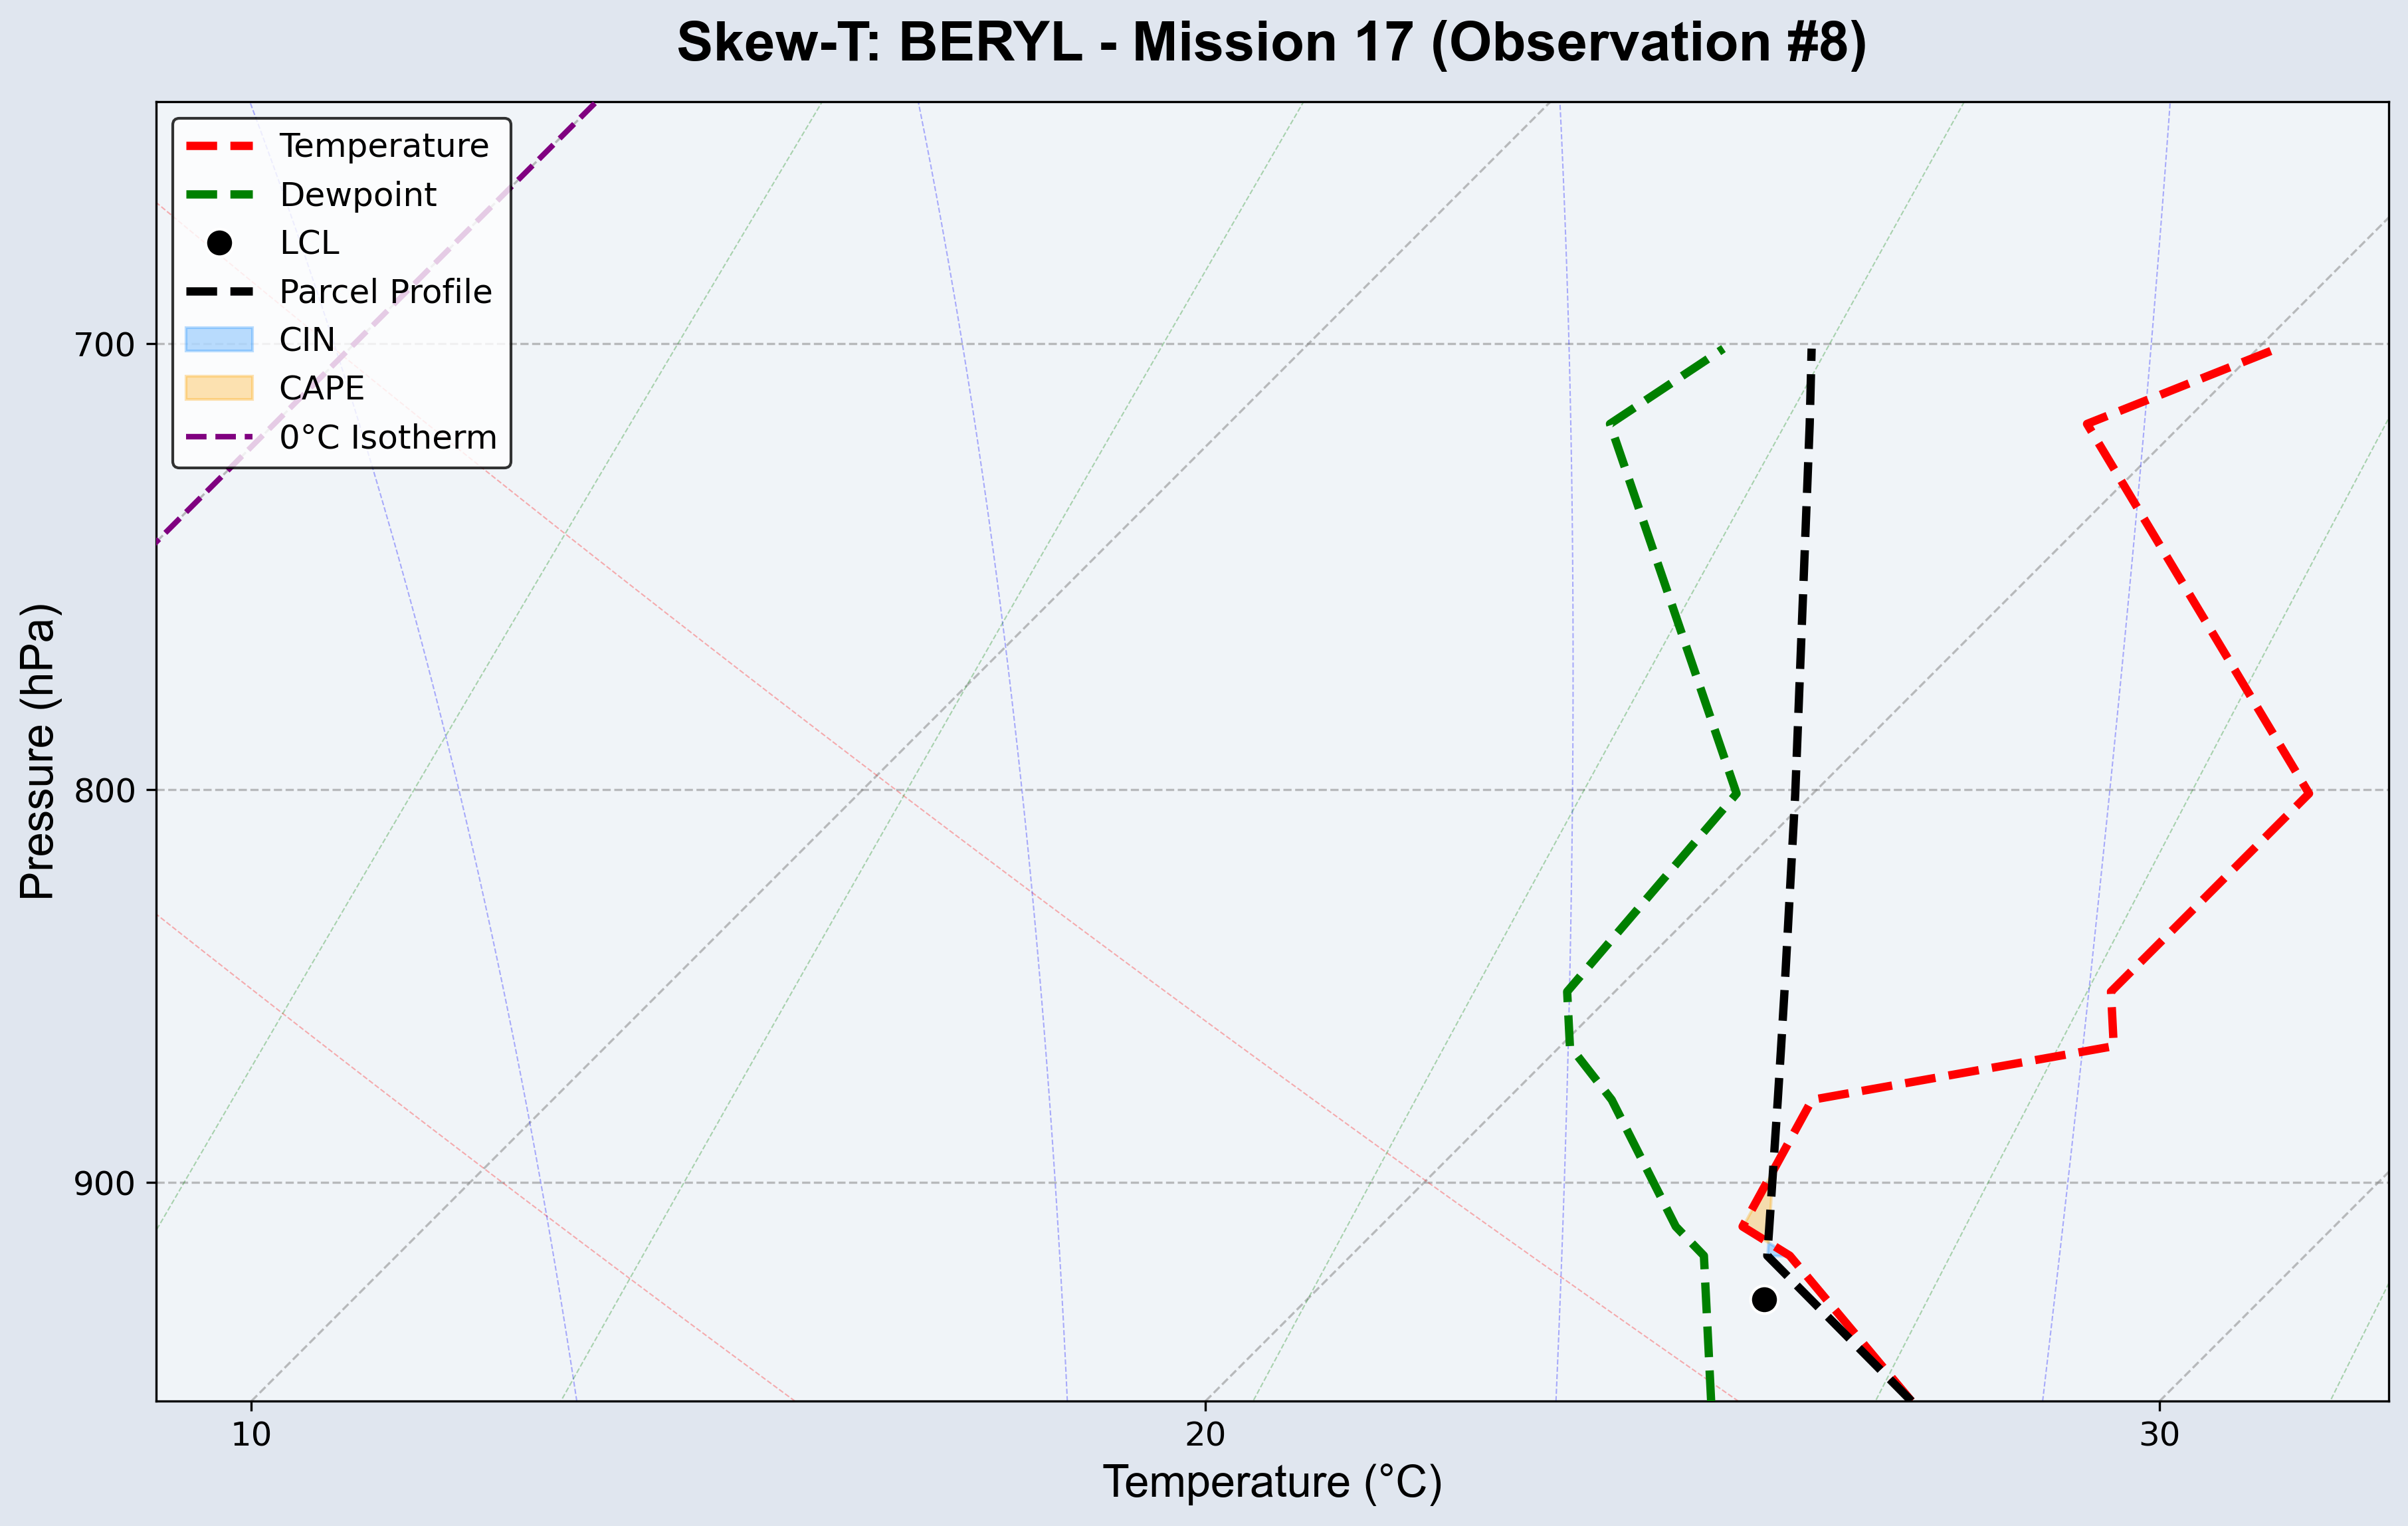 Skew-T: BERYL - Mission 17 (Observation #8)
Temperature
Dewpoint
LCL
Parcel Profile
CIN
CAPE
0°C Isotherm
Pressure (hPa)
700
800
900
10
20
30
Temperature (°C)